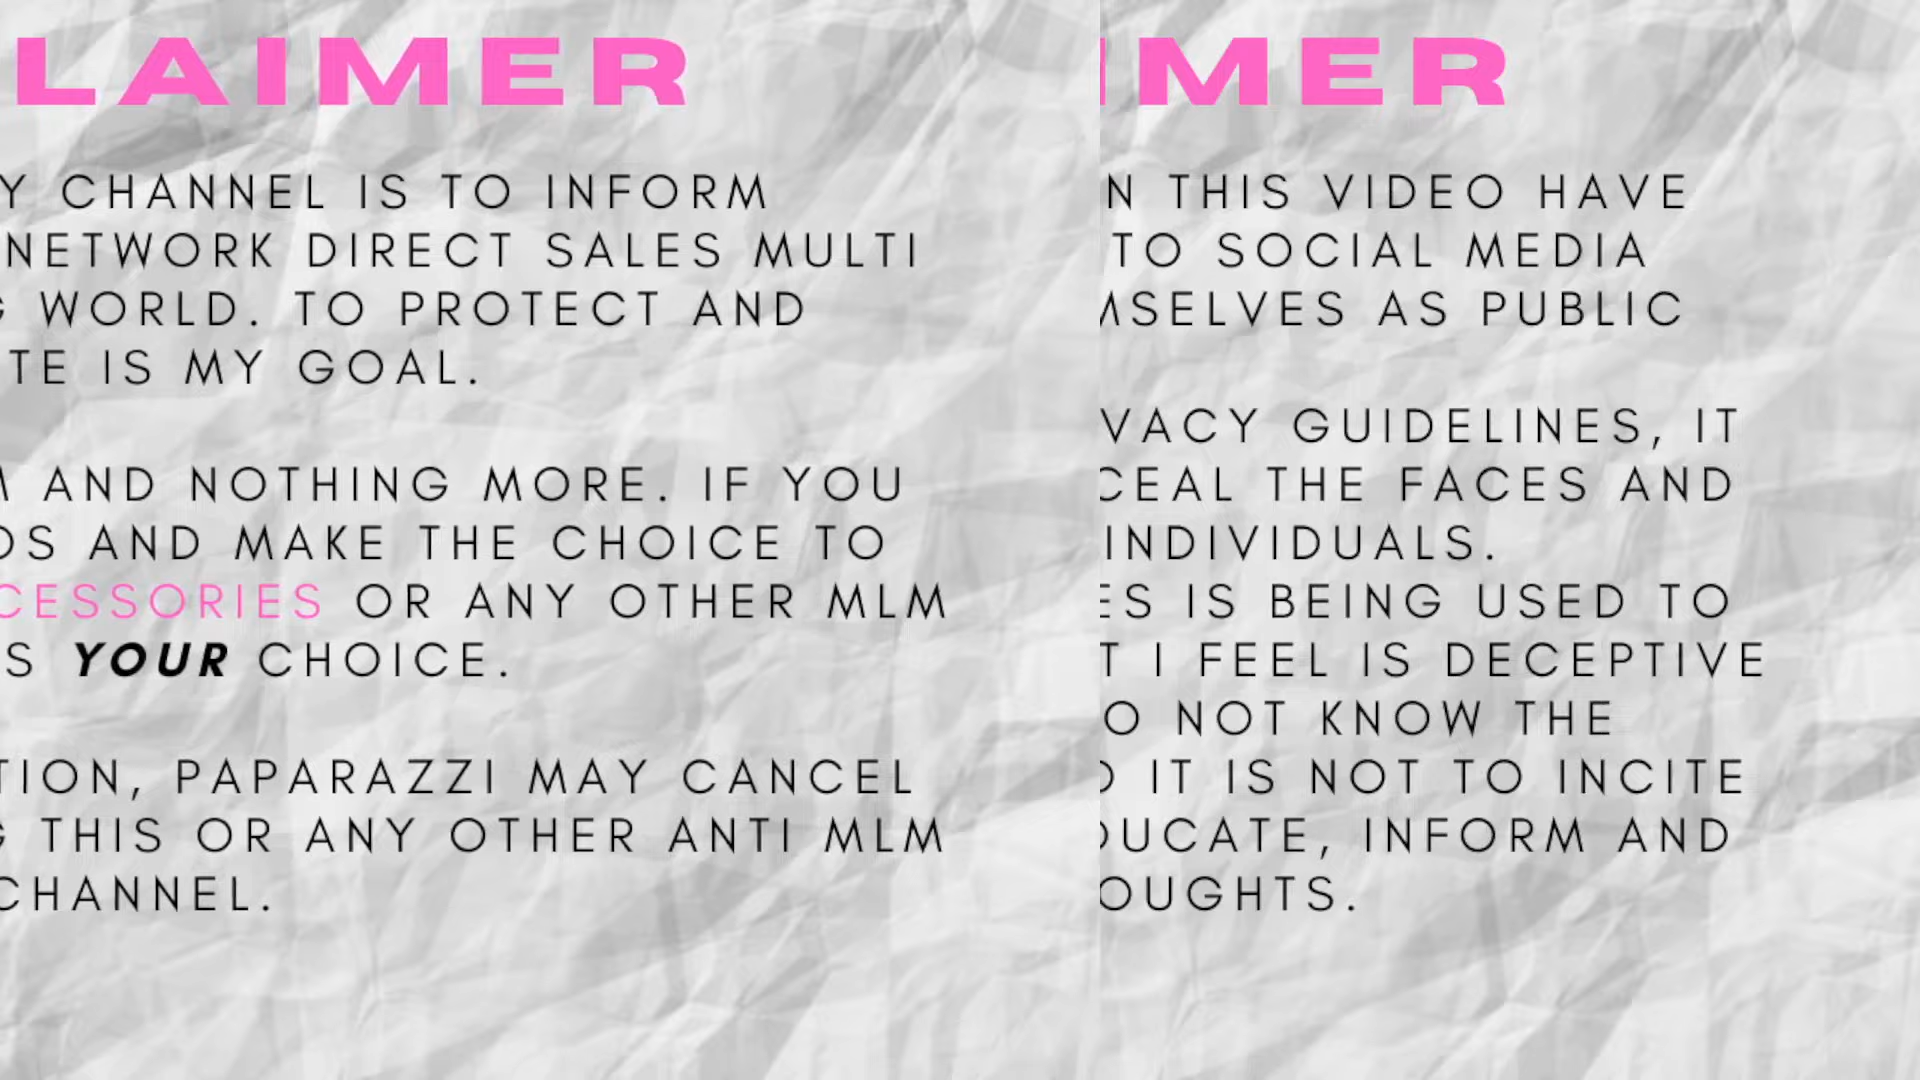 LAIMER
Y CHANNEL IS TO INFORM
NETWORK DIRECT SALES MULTI
G WORLD. TO PROTECT AND
TE IS MY GOAL.
AND NOTHING MORE. IF YOU
DS AND MAKE THE CHOICE TO
CESSORIES OR ANY OTHER MLM
S YOUR CHOICE.
TION, PAPARAZZI MAY CANCEL
G THIS OR ANY OTHER ANTI MLM
CHANNEL.
IMER
N THIS VIDEO HAVE
TO SOCIAL MEDIA
MSELVES AS PUBLIC
VACY GUIDELINES, IT
CEAL THE FACES AND
INDIVIDUALS.
ES IS BEING USED TO
T I FEEL IS DECEPTIVE
O NOT KNOW THE
D IT IS NOT TO INCITE
DUCATE, INFORM AND
OUGHTS.